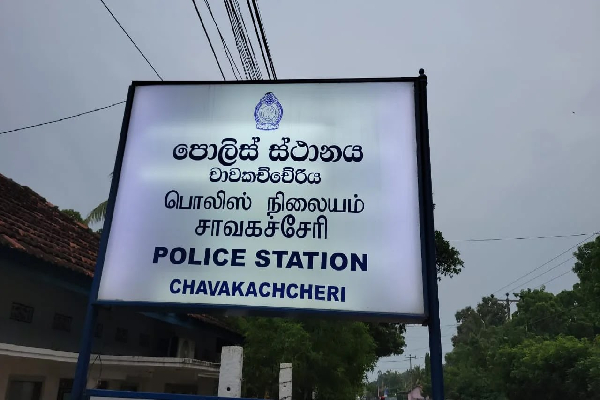 පොලිස් ස්ථානය
චාවකච්චේරිය
பொலிஸ் நிலையம்
சாவகச்சேரி
POLICE STATION
CHAVAKACHCHERI